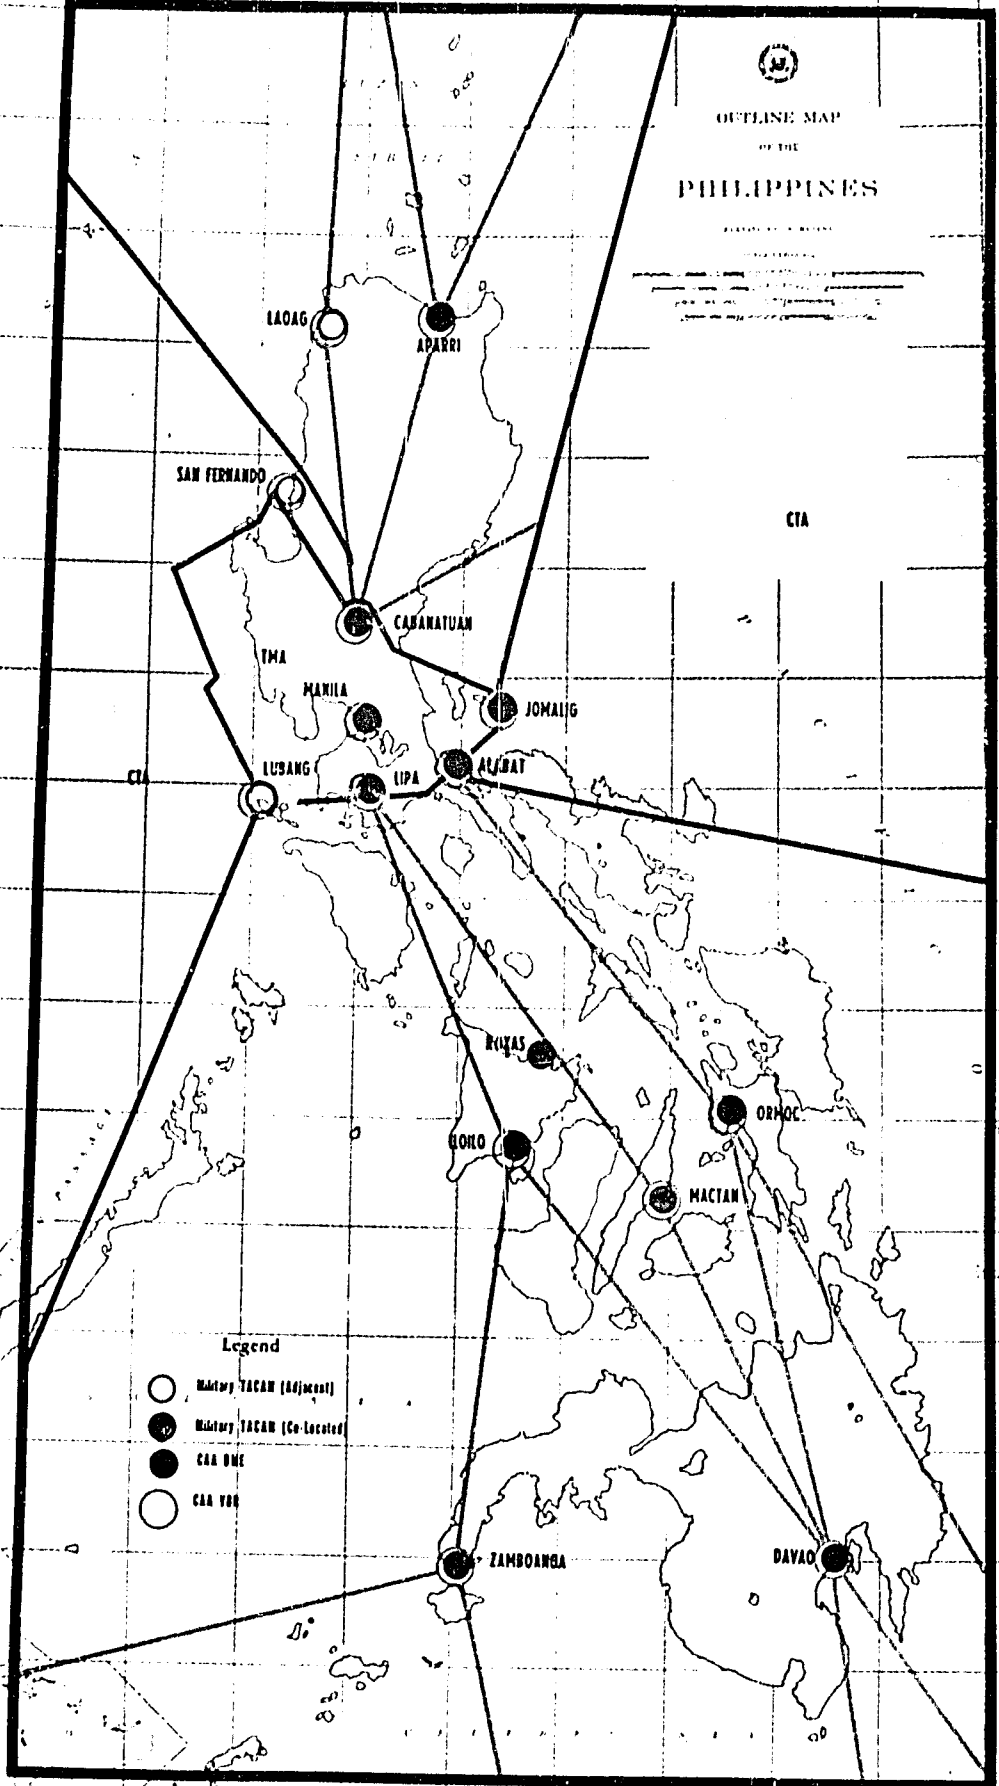 OUTLINE MAP
OF THE
PHILIPPINES
LAOAG
APARRI
SAN FERNANDO
CTA
CABANATUAN
TMA
MANILA
JOMALIG
CTA
LUBANG
LIPA
ALABAT
ROXAS
ORMOC
ILOILO
MACTAN
Legend
Military TACAN (Adjacent)
Military TACAN (Co-Located)
CAA DME
CAA VOR
ZAMBOANGA
DAVAO